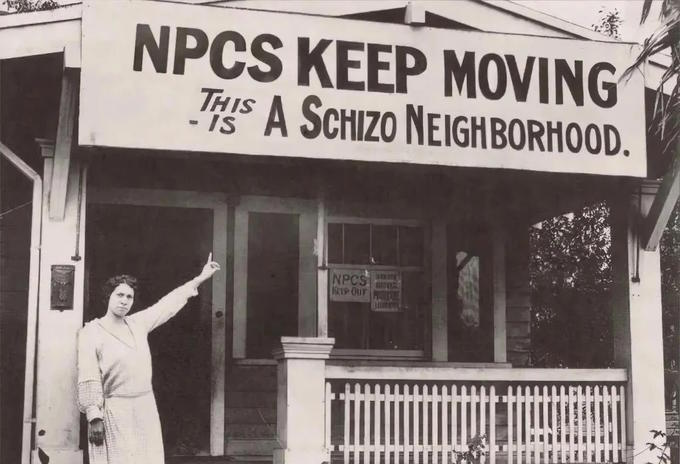 NPCS KEEP MOVING
THIS
- IS A SCHIZO NEIGHBORHOOD.
NPCS
KEEP OUT